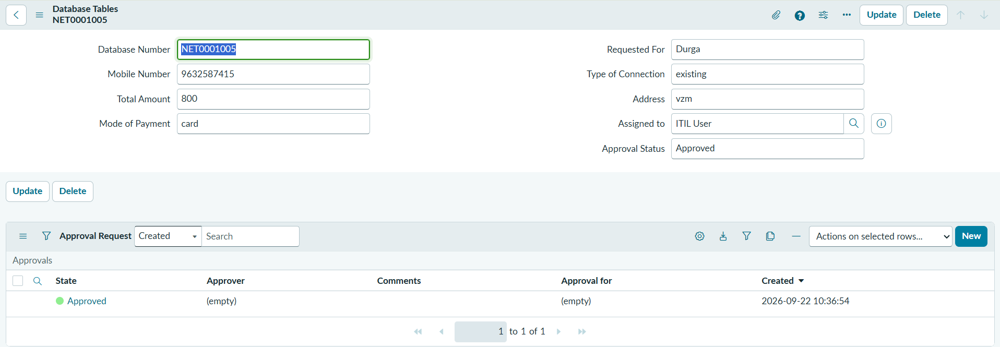 Database Tables
NET0001005
Update Delete
Database Number NET0001005
Requested For Durga
Mobile Number 9632587415
Type of Connection existing
Total Amount 800
Address vzm
Mode of Payment card
Assigned to ITIL User
Approval Status Approved
Update Delete
Approval Request Created Search Actions on selected rows... New
Approvals
State Approver Comments Approval for Created
Approved (empty) (empty) 2026-09-22 10:36:54
1 to 1 of 1